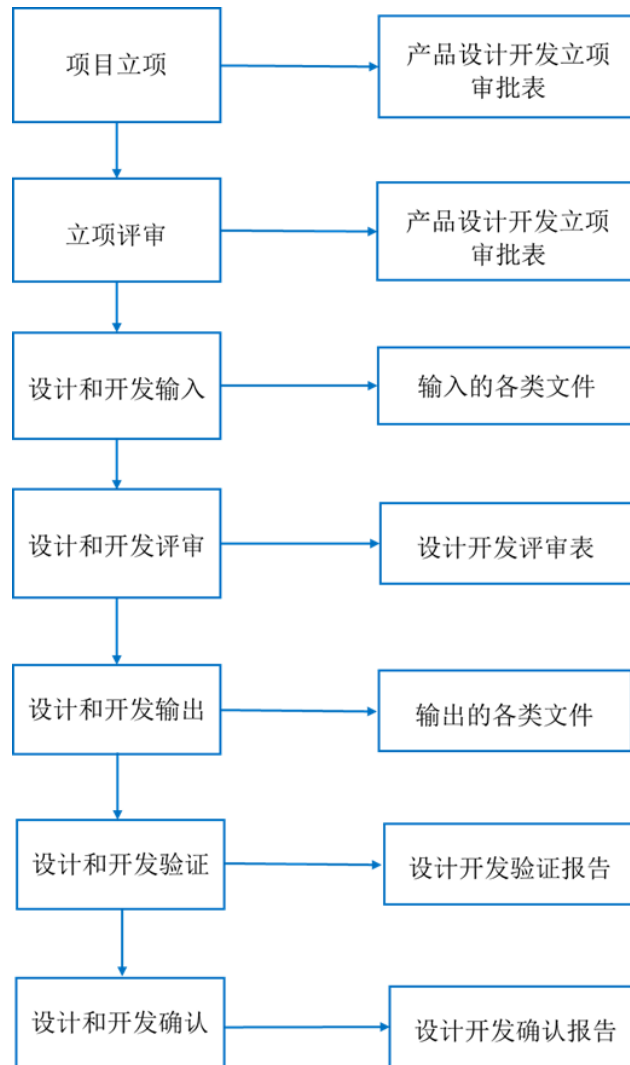 项目立项
产品设计开发立项
审批表
立项评审
产品设计开发立项
审批表
设计和开发输入
输入的各类文件
设计和开发评审
设计开发评审表
设计和开发输出
输出的各类文件
设计和开发验证
设计开发验证报告
设计和开发确认
设计开发确认报告